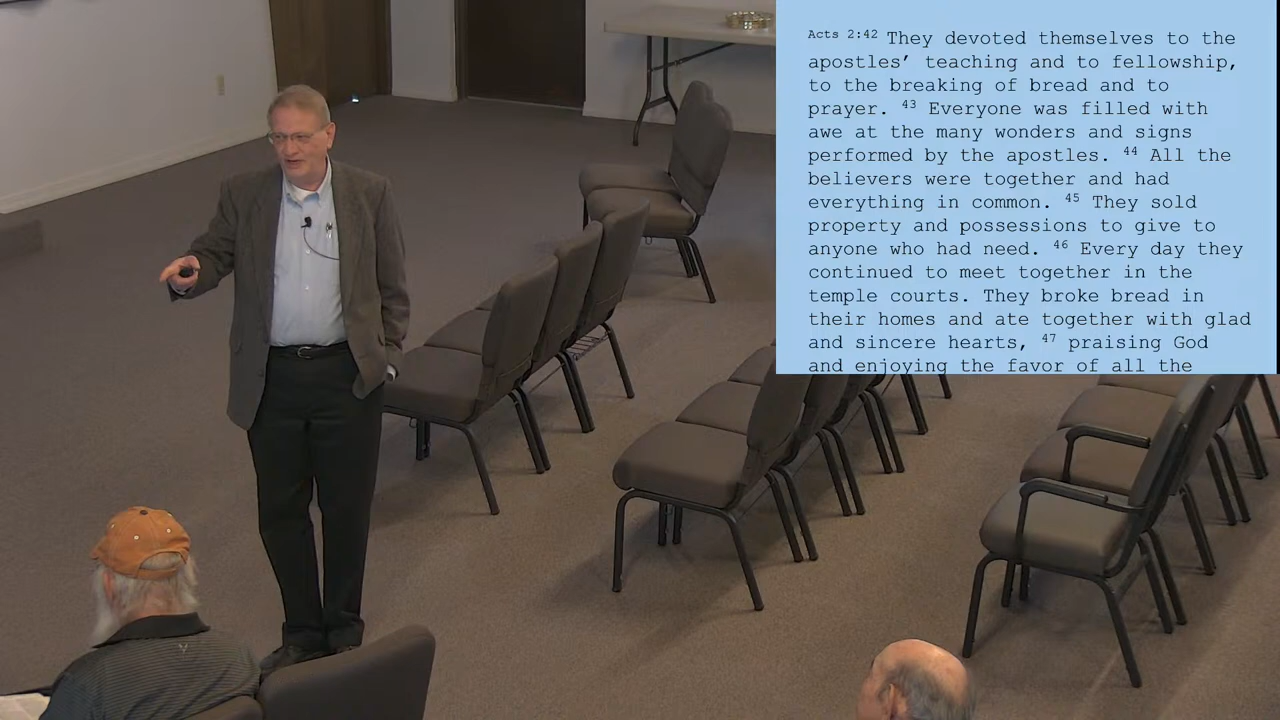 Acts 2:42 They devoted themselves to the
apostles’ teaching and to fellowship,
to the breaking of bread and to
prayer. 43 Everyone was filled with
awe at the many wonders and signs
performed by the apostles. 44 All the
believers were together and had
everything in common. 45 They sold
property and possessions to give to
anyone who had need. 46 Every day they
continued to meet together in the
temple courts. They broke bread in
their homes and ate together with glad
and sincere hearts, 47 praising God
and enjoying the favor of all the